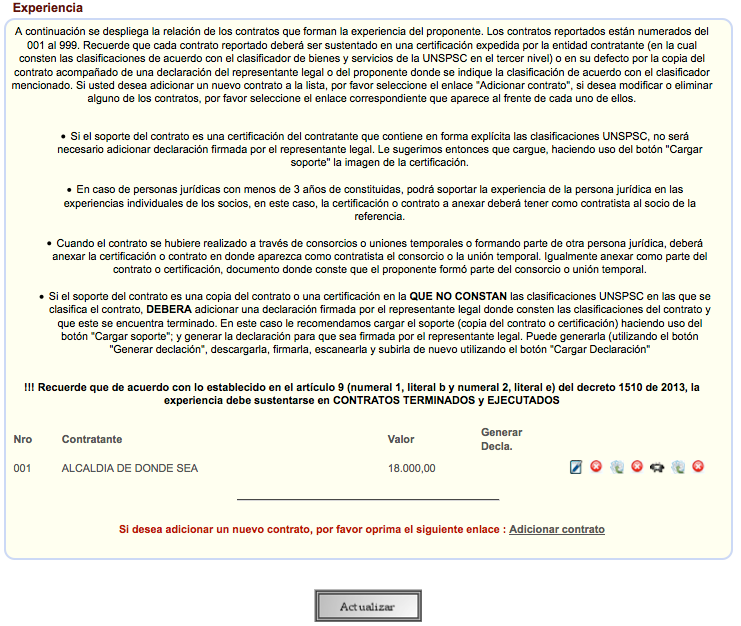 Experiencia
A continuación se despliega la relación de los contratos que forman la experiencia del proponente. Los contratos reportados están numerados del
001 al 999. Recuerde que cada contrato reportado deberá ser sustentado en una certificación expedida por la entidad contratante (en la cual
consten las clasificaciones de acuerdo con el clasificador de bienes y servicios de la UNSPSC en el tercer nivel) o en su defecto por la copia del
contrato acompañado de una declaración del representante legal o del proponente donde se indique la clasificación de acuerdo con el clasificador
mencionado. Si usted desea adicionar un nuevo contrato a la lista, por favor seleccione el enlace "Adicionar contrato", si desea modificar o eliminar
alguno de los contratos, por favor seleccione el enlace correspondiente que aparece al frente de cada uno de ellos.
• Si el soporte del contrato es una certificación del contratante que contiene en forma explícita las clasificaciones UNSPSC, no será
necesario adicionar declaración firmada por el representante legal. Le sugerimos entonces que cargue, haciendo uso del botón "Cargar
soporte" la imagen de la certificación.
• En caso de personas jurídicas con menos de 3 años de constituidas, podrá soportar la experiencia de la persona jurídica en las
experiencias individuales de los socios, en este caso, la certificación o contrato a anexar deberá tener como contratista al socio de la
referencia.
• Cuando el contrato se hubiere realizado a través de consorcios o uniones temporales o formando parte de otra persona jurídica, deberá
anexar la certificación o contrato en donde aparezca como contratista el consorcio o la unión temporal. Igualmente anexar como parte del
contrato o certificación, documento donde conste que el proponente formó parte del consorcio o unión temporal.
• Si el soporte del contrato es una copia del contrato o una certificación en la QUE NO CONSTAN las clasificaciones UNSPSC en las que se
clasifica el contrato, DEBERA adicionar una declaración firmada por el representante legal donde consten las clasificaciones del contrato y
que este se encuentra terminado. En este caso le recomendamos cargar el soporte (copia del contrato o certificación) haciendo uso del
botón "Cargar soporte"; y generar la declaración para que sea firmada por el representante legal. Puede generarla (utilizando el botón
"Generar declación", descargarla, firmarla, escanearla y subirla de nuevo utilizando el botón "Cargar Declaración"
!!! Recuerde que de acuerdo con lo establecido en el artículo 9 (numeral 1, literal b y numeral 2, literal e) del decreto 1510 de 2013, la
experiencia debe sustentarse en CONTRATOS TERMINADOS y EJECUTADOS
Nro Contratante Valor Generar
Decla.
001 ALCALDIA DE DONDE SEA 18.000,00
Si desea adicionar un nuevo contrato, por favor oprima el siguiente enlace : Adicionar contrato
Actualizar